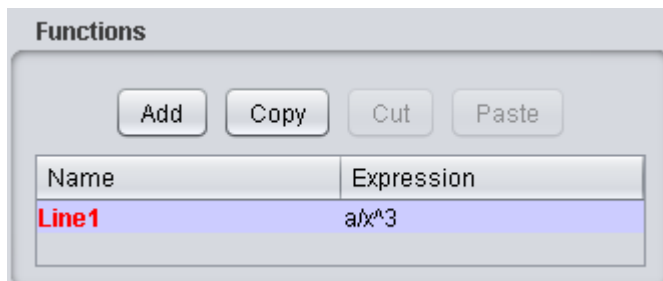 Functions
Add Copy Cut Paste
Name Expression
Line1 a/x^3